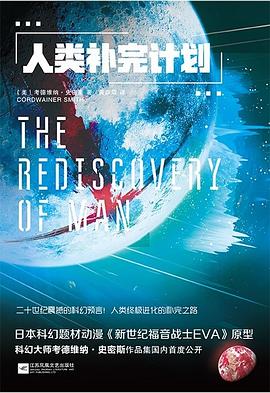 人类补完计划
[美]考德维纳·史密斯 著
CORDWAINER SMITH
THE
REDISCOVERY
OF MAN
二十世纪最超的科幻预言！人类终极进化的补完之路
日本科幻题材动漫《新世纪福音战士EVA》原型
科幻大师考德维纳·史密斯作品集国内首度公开
江苏凤凰文艺出版社